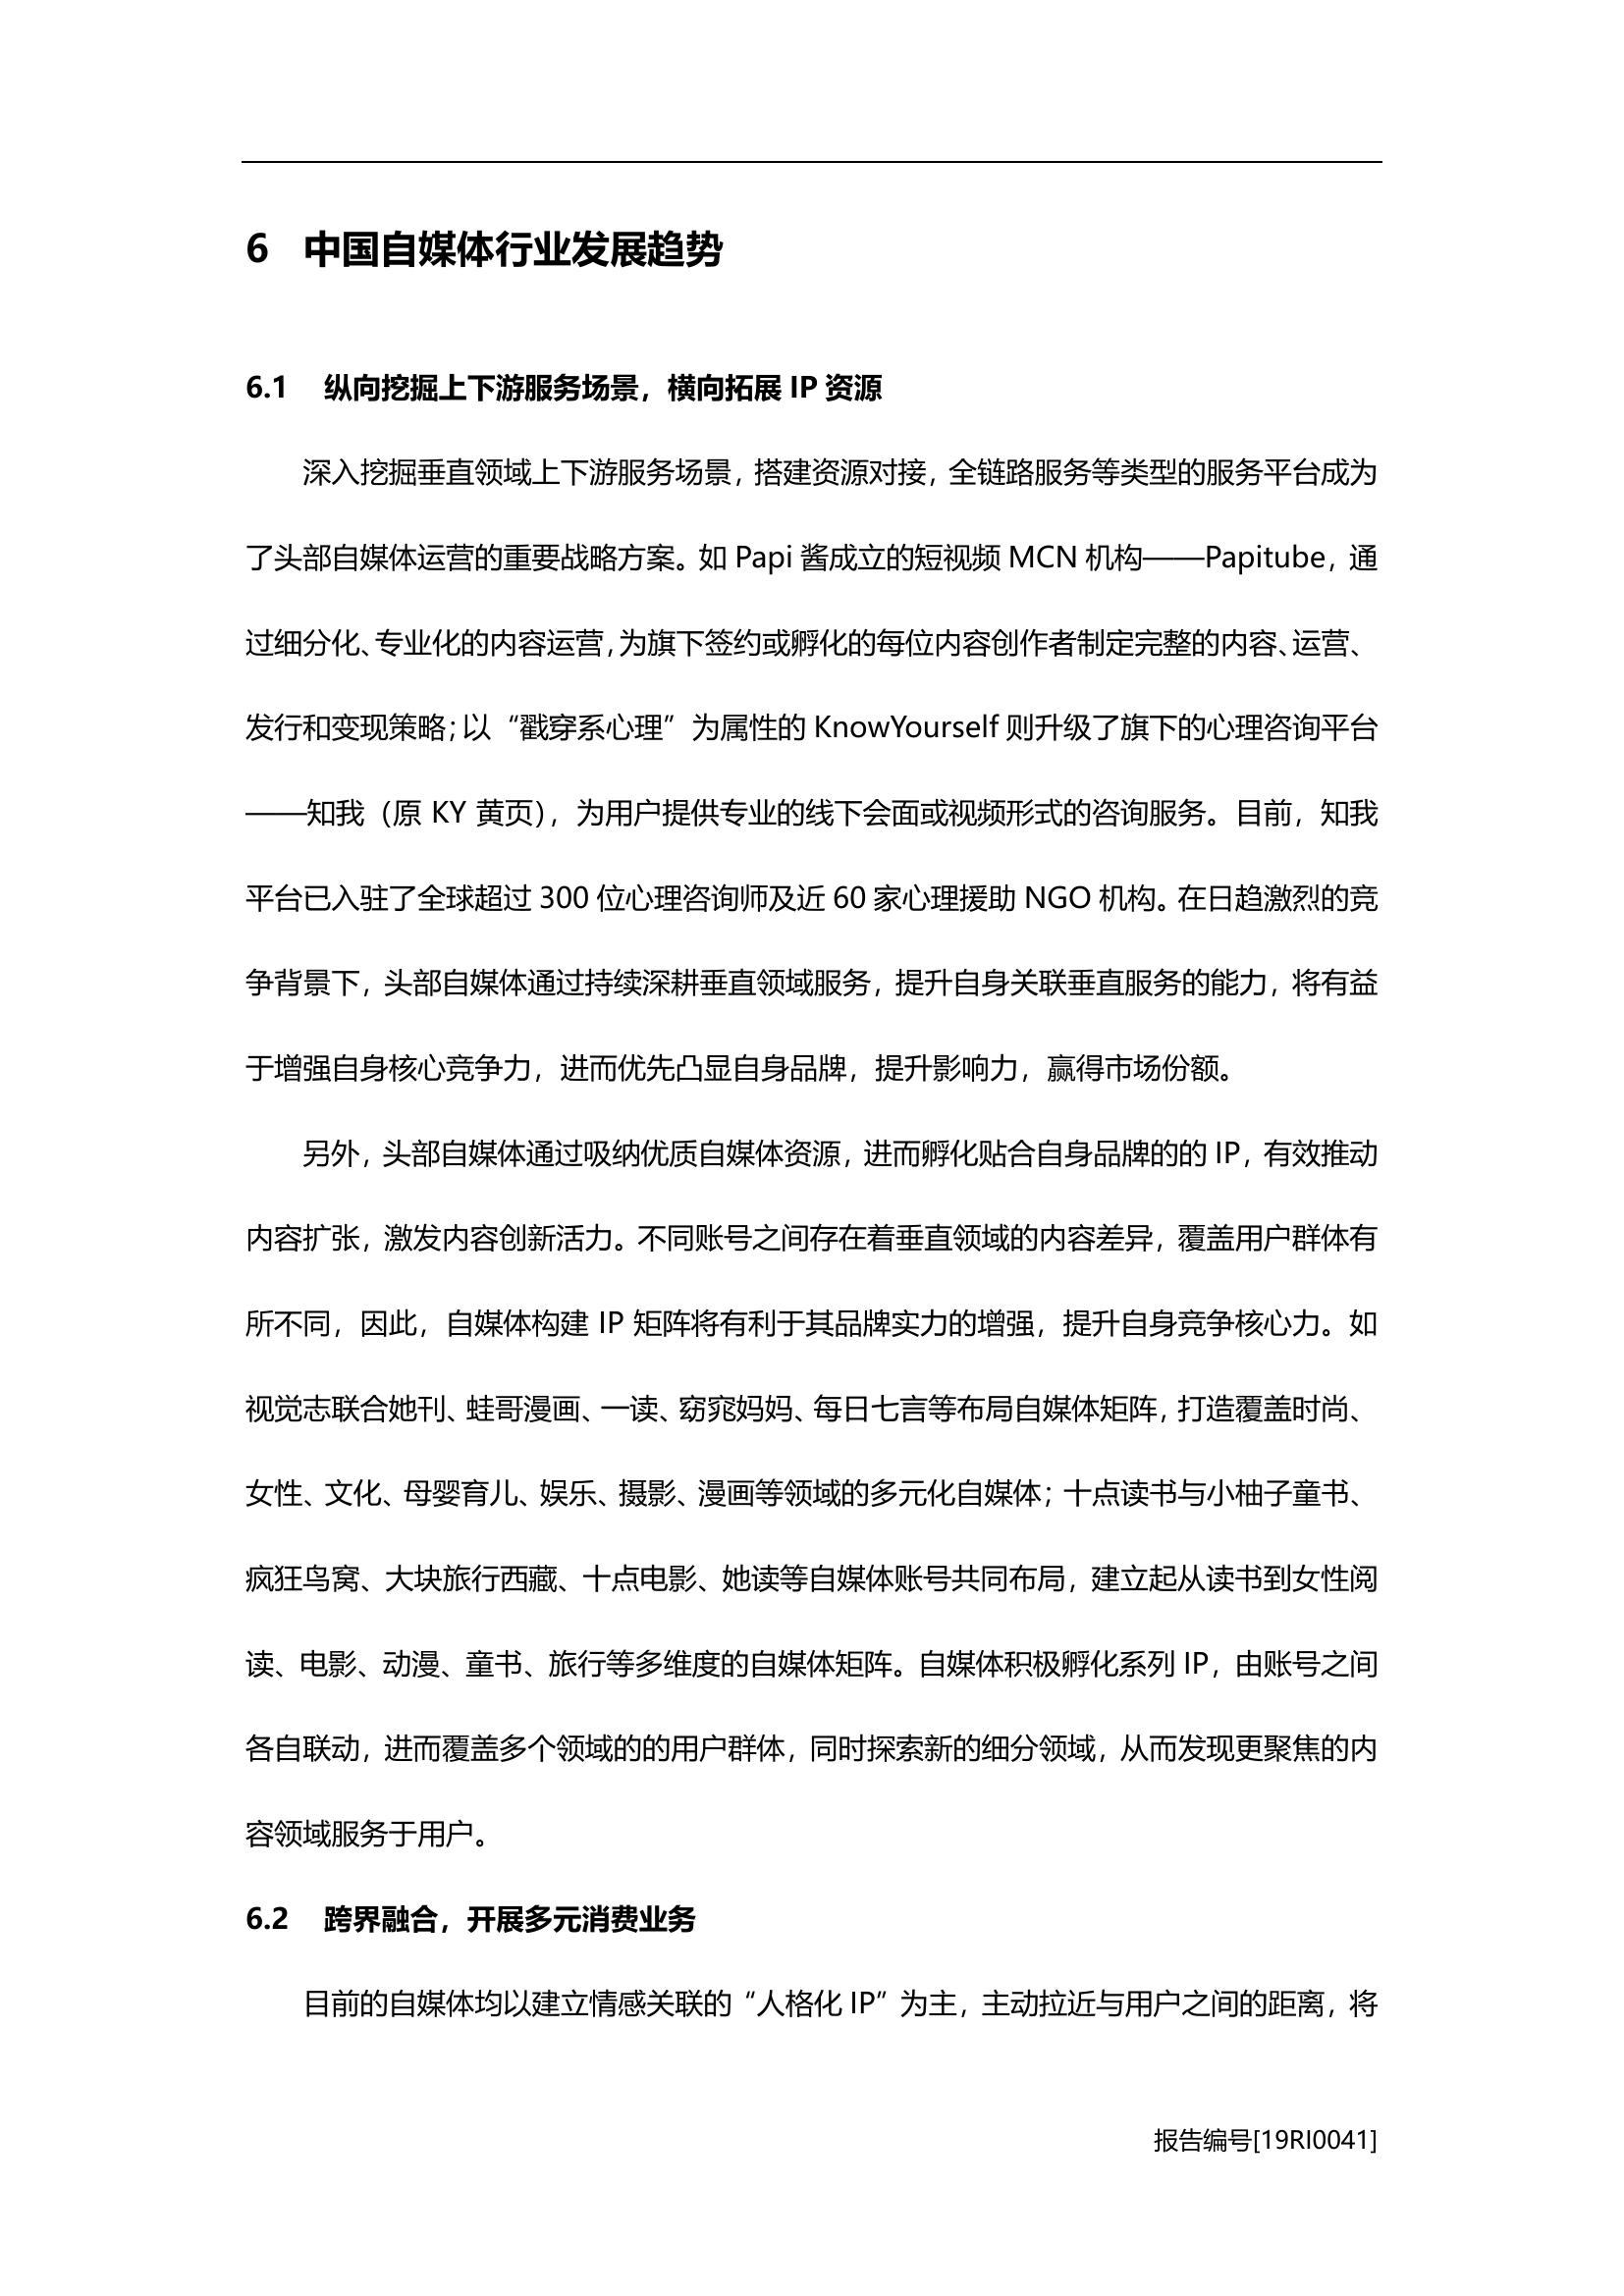 6 中国自媒体行业发展趋势
6.1 纵向挖掘上下游服务场景，横向拓展 IP 资源
深入挖掘垂直领域上下游服务场景，搭建资源对接，全链路服务等类型的服务平台成为
了头部自媒体运营的重要战略方案。如 Papi 酱成立的短视频 MCN 机构——Papitube，通
过细分化、专业化的内容运营，为旗下签约或孵化的每位内容创作者制定完整的内容、运营、
发行和变现策略；以“戳穿系心理”为属性的 KnowYourself 则升级了旗下的心理咨询平台
——知我（原 KY 黄页），为用户提供专业的线下会面或视频形式的咨询服务。目前，知我
平台已入驻了全球超过 300 位心理咨询师及近 60 家心理援助 NGO 机构。在日趋激烈的竞
争背景下，头部自媒体通过持续深耕垂直领域服务，提升自身关联垂直服务的能力，将有益
于增强自身核心竞争力，进而优先凸显自身品牌，提升影响力，赢得市场份额。
另外，头部自媒体通过吸纳优质自媒体资源，进而孵化贴合自身品牌的的 IP，有效推动
内容扩张，激发内容创新活力。不同账号之间存在着垂直领域的内容差异，覆盖用户群体有
所不同，因此，自媒体构建 IP 矩阵将有利于其品牌实力的增强，提升自身竞争核心力。如
视觉志联合她刊、蛙哥漫画、一读、窈窕妈妈、每日七言等布局自媒体矩阵，打造覆盖时尚、
女性、文化、母婴育儿、娱乐、摄影、漫画等领域的多元化自媒体；十点读书与小柚子童书、
疯狂鸟窝、大块旅行西藏、十点电影、她读等自媒体账号共同布局，建立起从读书到女性阅
读、电影、动漫、童书、旅行等多维度的自媒体矩阵。自媒体积极孵化系列 IP，由账号之间
各自联动，进而覆盖多个领域的的用户群体，同时探索新的细分领域，从而发现更聚焦的内
容领域服务于用户。
6.2 跨界融合，开展多元消费业务
目前的自媒体均以建立情感关联的“人格化 IP”为主，主动拉近与用户之间的距离，将
报告编号[19RI0041]